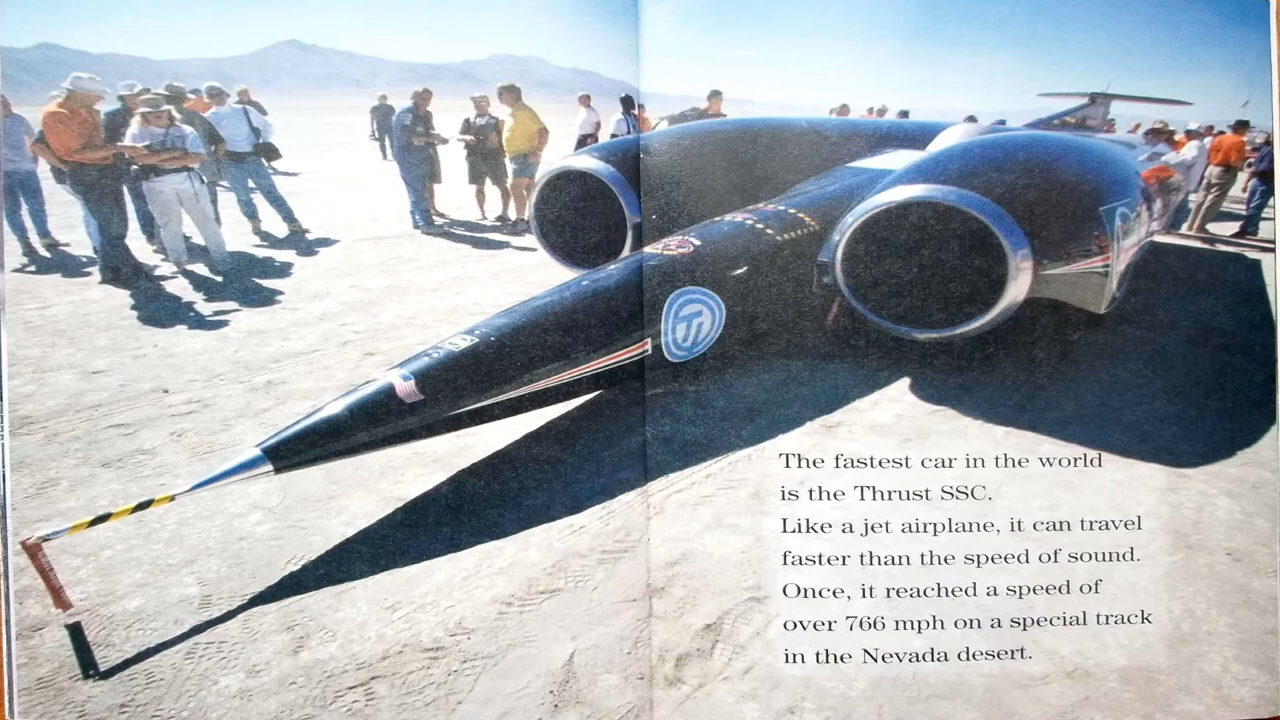 The fastest car in the world
is the Thrust SSC.
Like a jet airplane, it can travel
faster than the speed of sound.
Once, it reached a speed of
over 766 mph on a special track
in the Nevada desert.